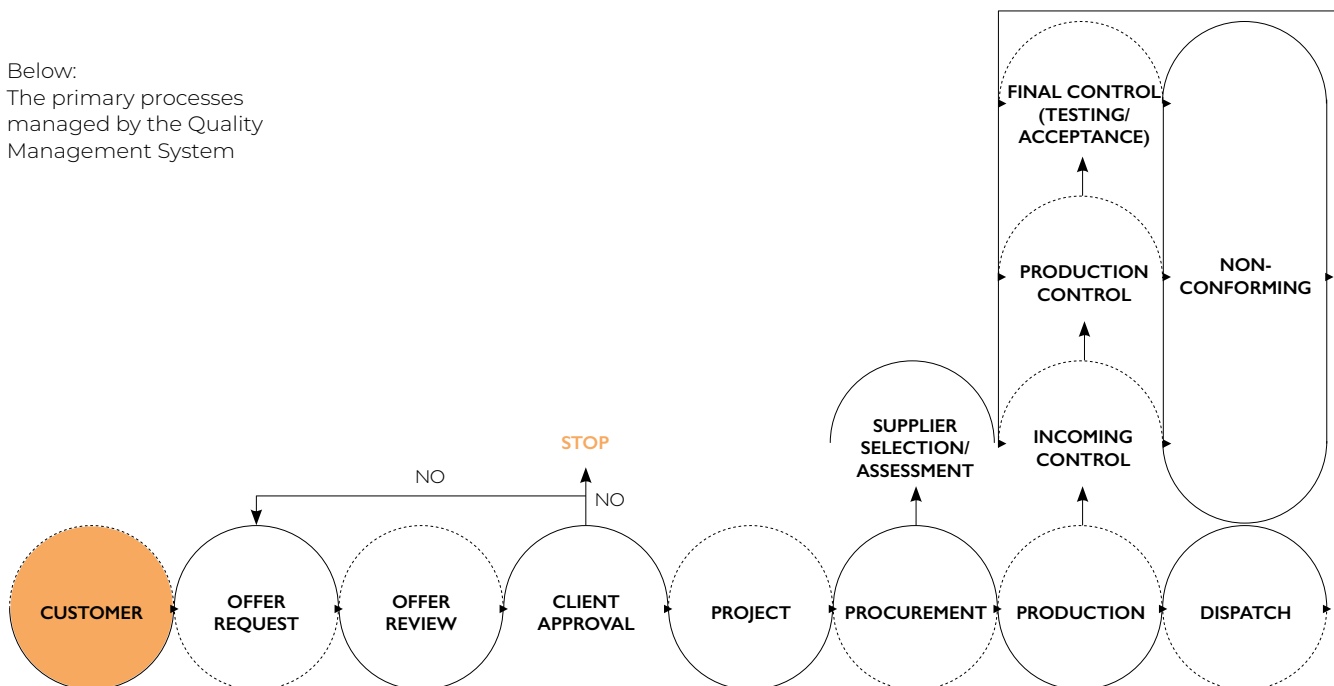 Below:
The primary processes
managed by the Quality
Management System
FINAL CONTROL
(TESTING/
ACCEPTANCE)
PRODUCTION
CONTROL
NON-
CONFORMING
SUPPLIER
SELECTION/
ASSESSMENT
INCOMING
CONTROL
STOP
NO
NO
CUSTOMER
OFFER
REQUEST
OFFER
REVIEW
CLIENT
APPROVAL
PROJECT
PROCUREMENT
PRODUCTION
DISPATCH